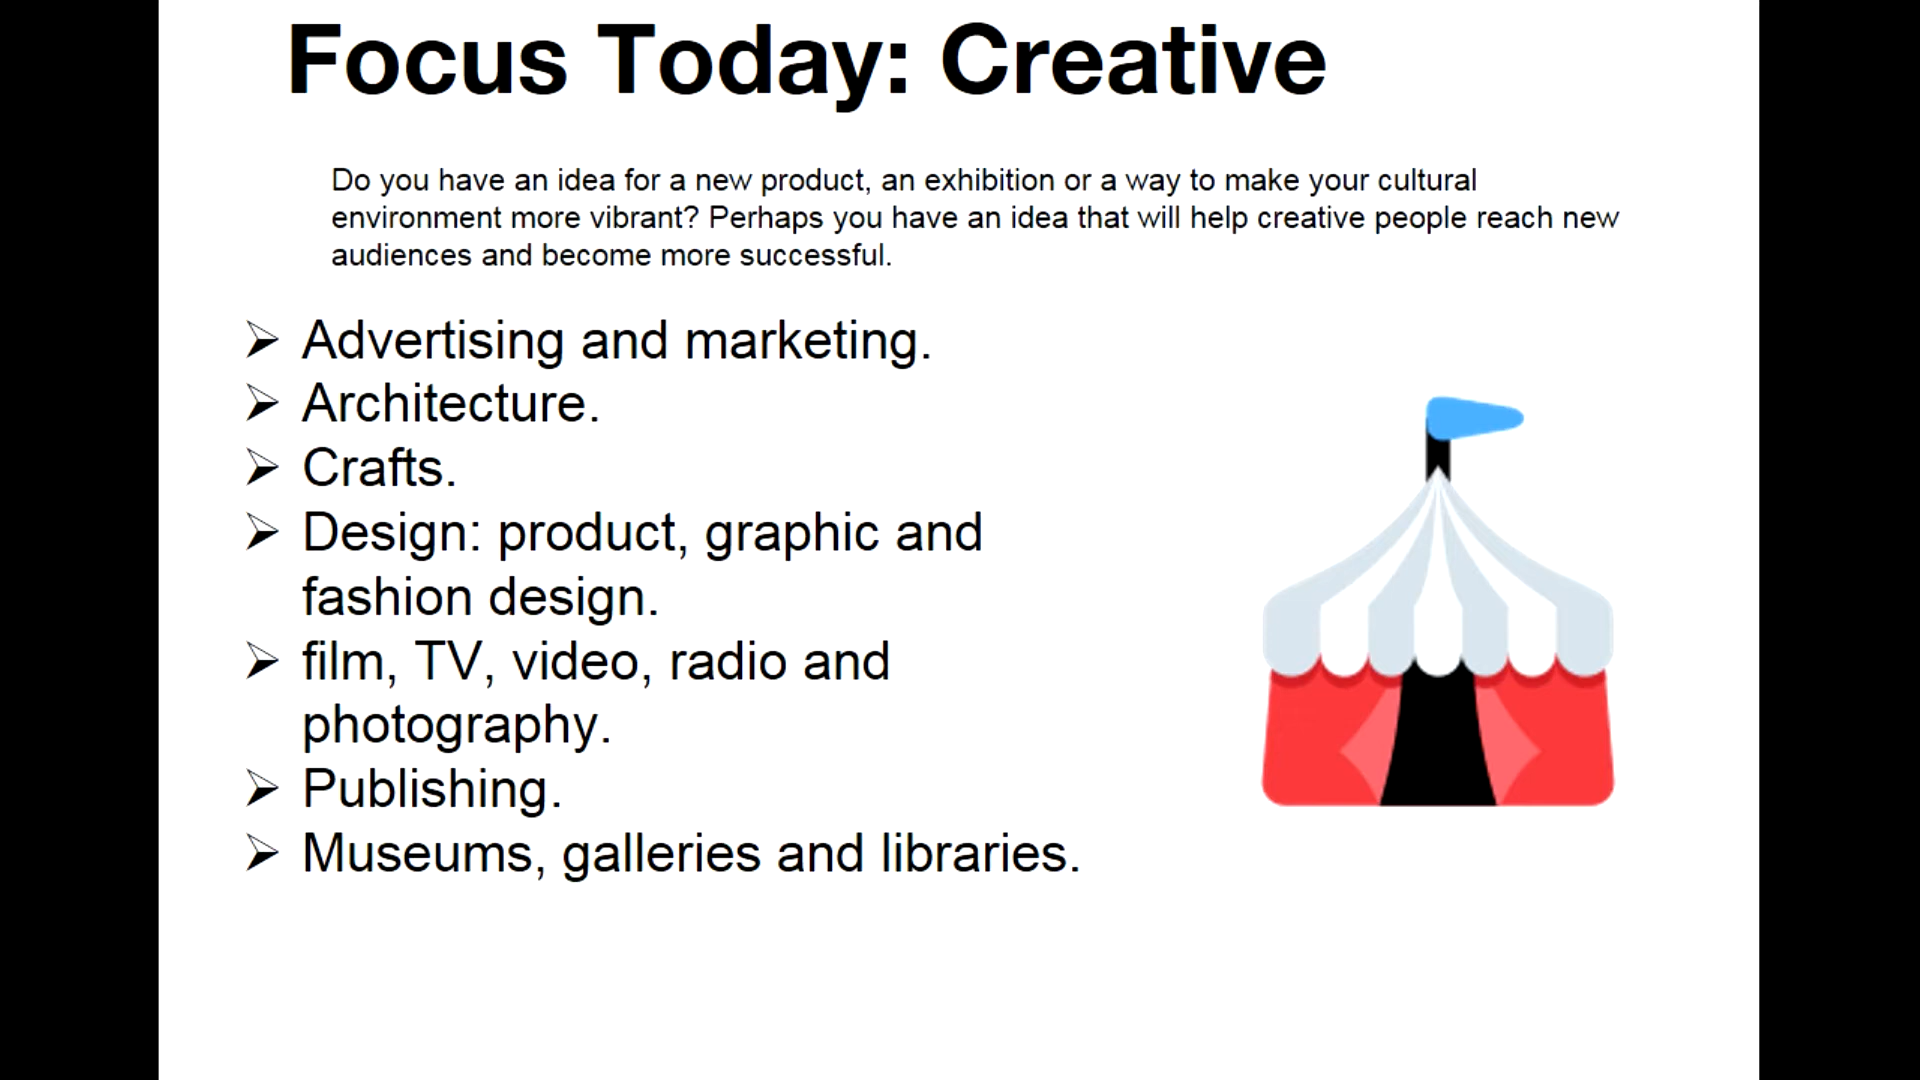 Focus Today: Creative
Do you have an idea for a new product, an exhibition or a way to make your cultural
environment more vibrant? Perhaps you have an idea that will help creative people reach new
audiences and become more successful.
Advertising and marketing.
Architecture.
Crafts.
Design: product, graphic and
fashion design.
film, TV, video, radio and
photography.
Publishing.
Museums, galleries and libraries.